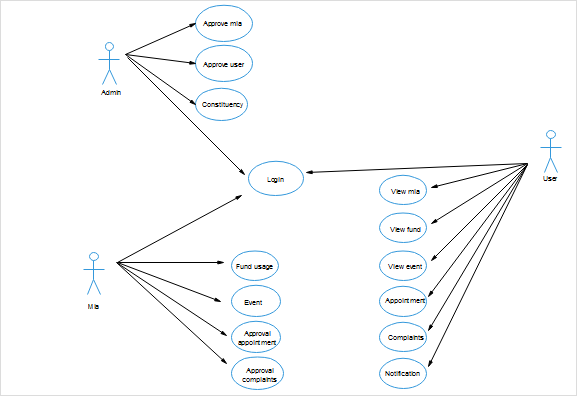 Approve mla
Approve user
Admin
Constituency
Login
User
View mla
View fund
Fund usage
View event
Mla
Event
Appointment
Approval
appointment
Complaints
Approval
complaints
Notification